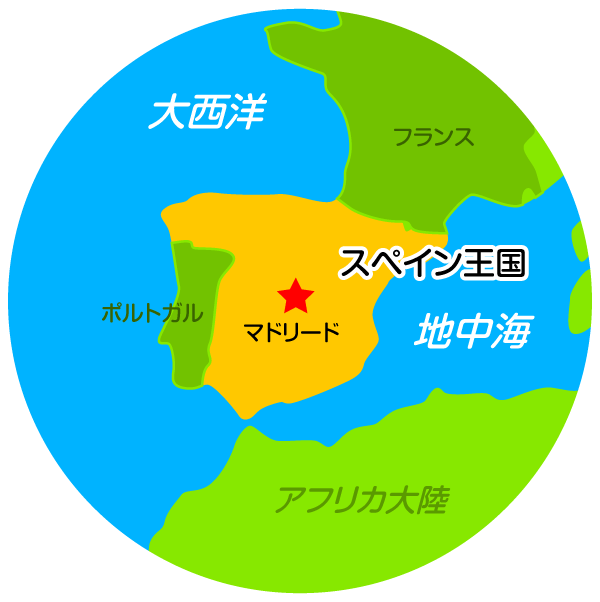 大西洋
フランス
スペイン王国
ポルトガル
マドリード
地中海
アフリカ大陸